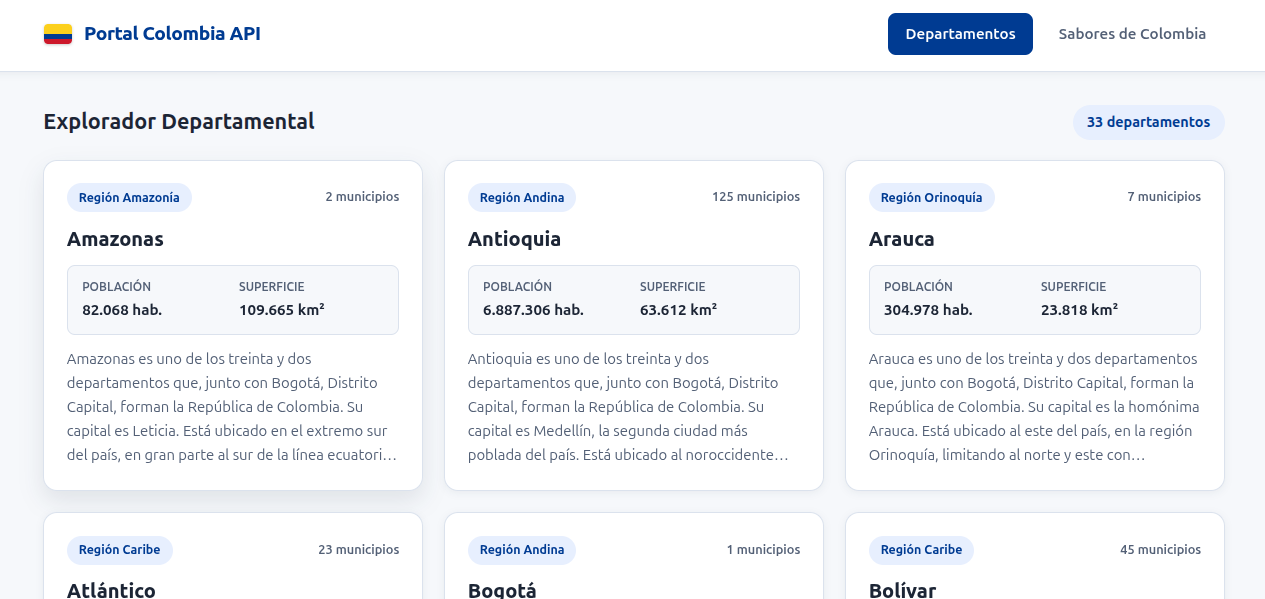 Portal Colombia API
Departamentos
Sabores de Colombia
Explorador Departamental
33 departamentos
Región Amazonía
2 municipios
Amazonas
POBLACIÓN
SUPERFICIE
82.068 hab.
109.665 km²
Amazonas es uno de los treinta y dos
departamentos que, junto con Bogotá, Distrito
Capital, forman la República de Colombia. Su
capital es Leticia. Está ubicado en el extremo sur
del país, en gran parte al sur de la línea ecuatori…
Región Andina
125 municipios
Antioquia
POBLACIÓN
SUPERFICIE
6.887.306 hab.
63.612 km²
Antioquia es uno de los treinta y dos
departamentos que, junto con Bogotá, Distrito
Capital, forman la República de Colombia. Su
capital es Medellín, la segunda ciudad más
poblada del país. Está ubicado al noroccidente…
Región Orinoquía
7 municipios
Arauca
POBLACIÓN
SUPERFICIE
304.978 hab.
23.818 km²
Arauca es uno de los treinta y dos departamentos
que, junto con Bogotá, Distrito Capital, forman la
República de Colombia. Su capital es la homónima
Arauca. Está ubicado al este del país, en la región
Orinoquía, limitando al norte y este con…
Región Caribe
23 municipios
Atlántico
Región Andina
1 municipios
Bogotá
Región Caribe
45 municipios
Bolívar